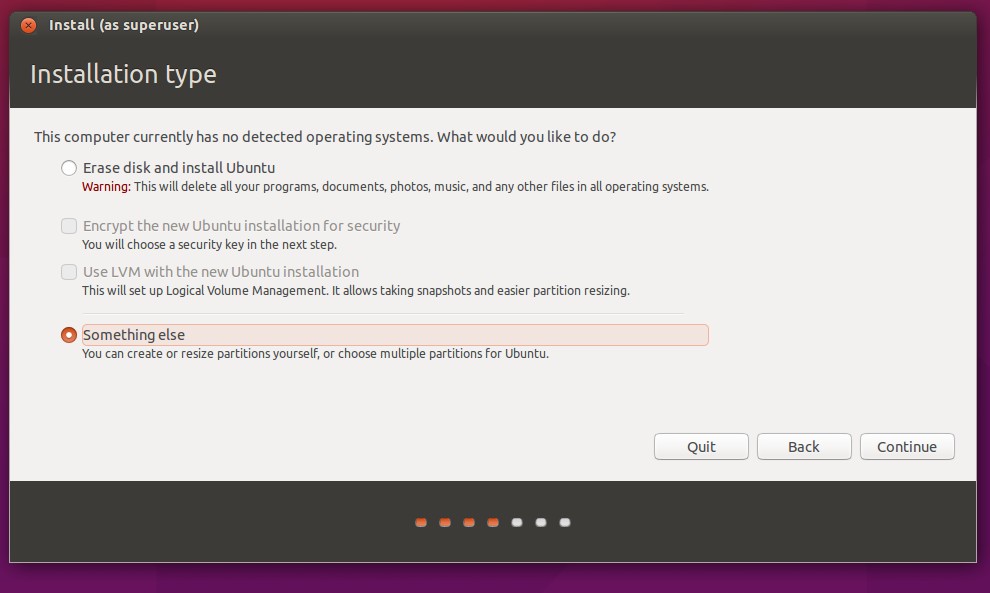 Install (as superuser)
Installation type
This computer currently has no detected operating systems. What would you like to do?
Erase disk and install Ubuntu
Warning: This will delete all your programs, documents, photos, music, and any other files in all operating systems.
Encrypt the new Ubuntu installation for security
You will choose a security key in the next step.
Use LVM with the new Ubuntu installation
This will set up Logical Volume Management. It allows taking snapshots and easier partition resizing.
Something else
You can create or resize partitions yourself, or choose multiple partitions for Ubuntu.
Quit Back Continue